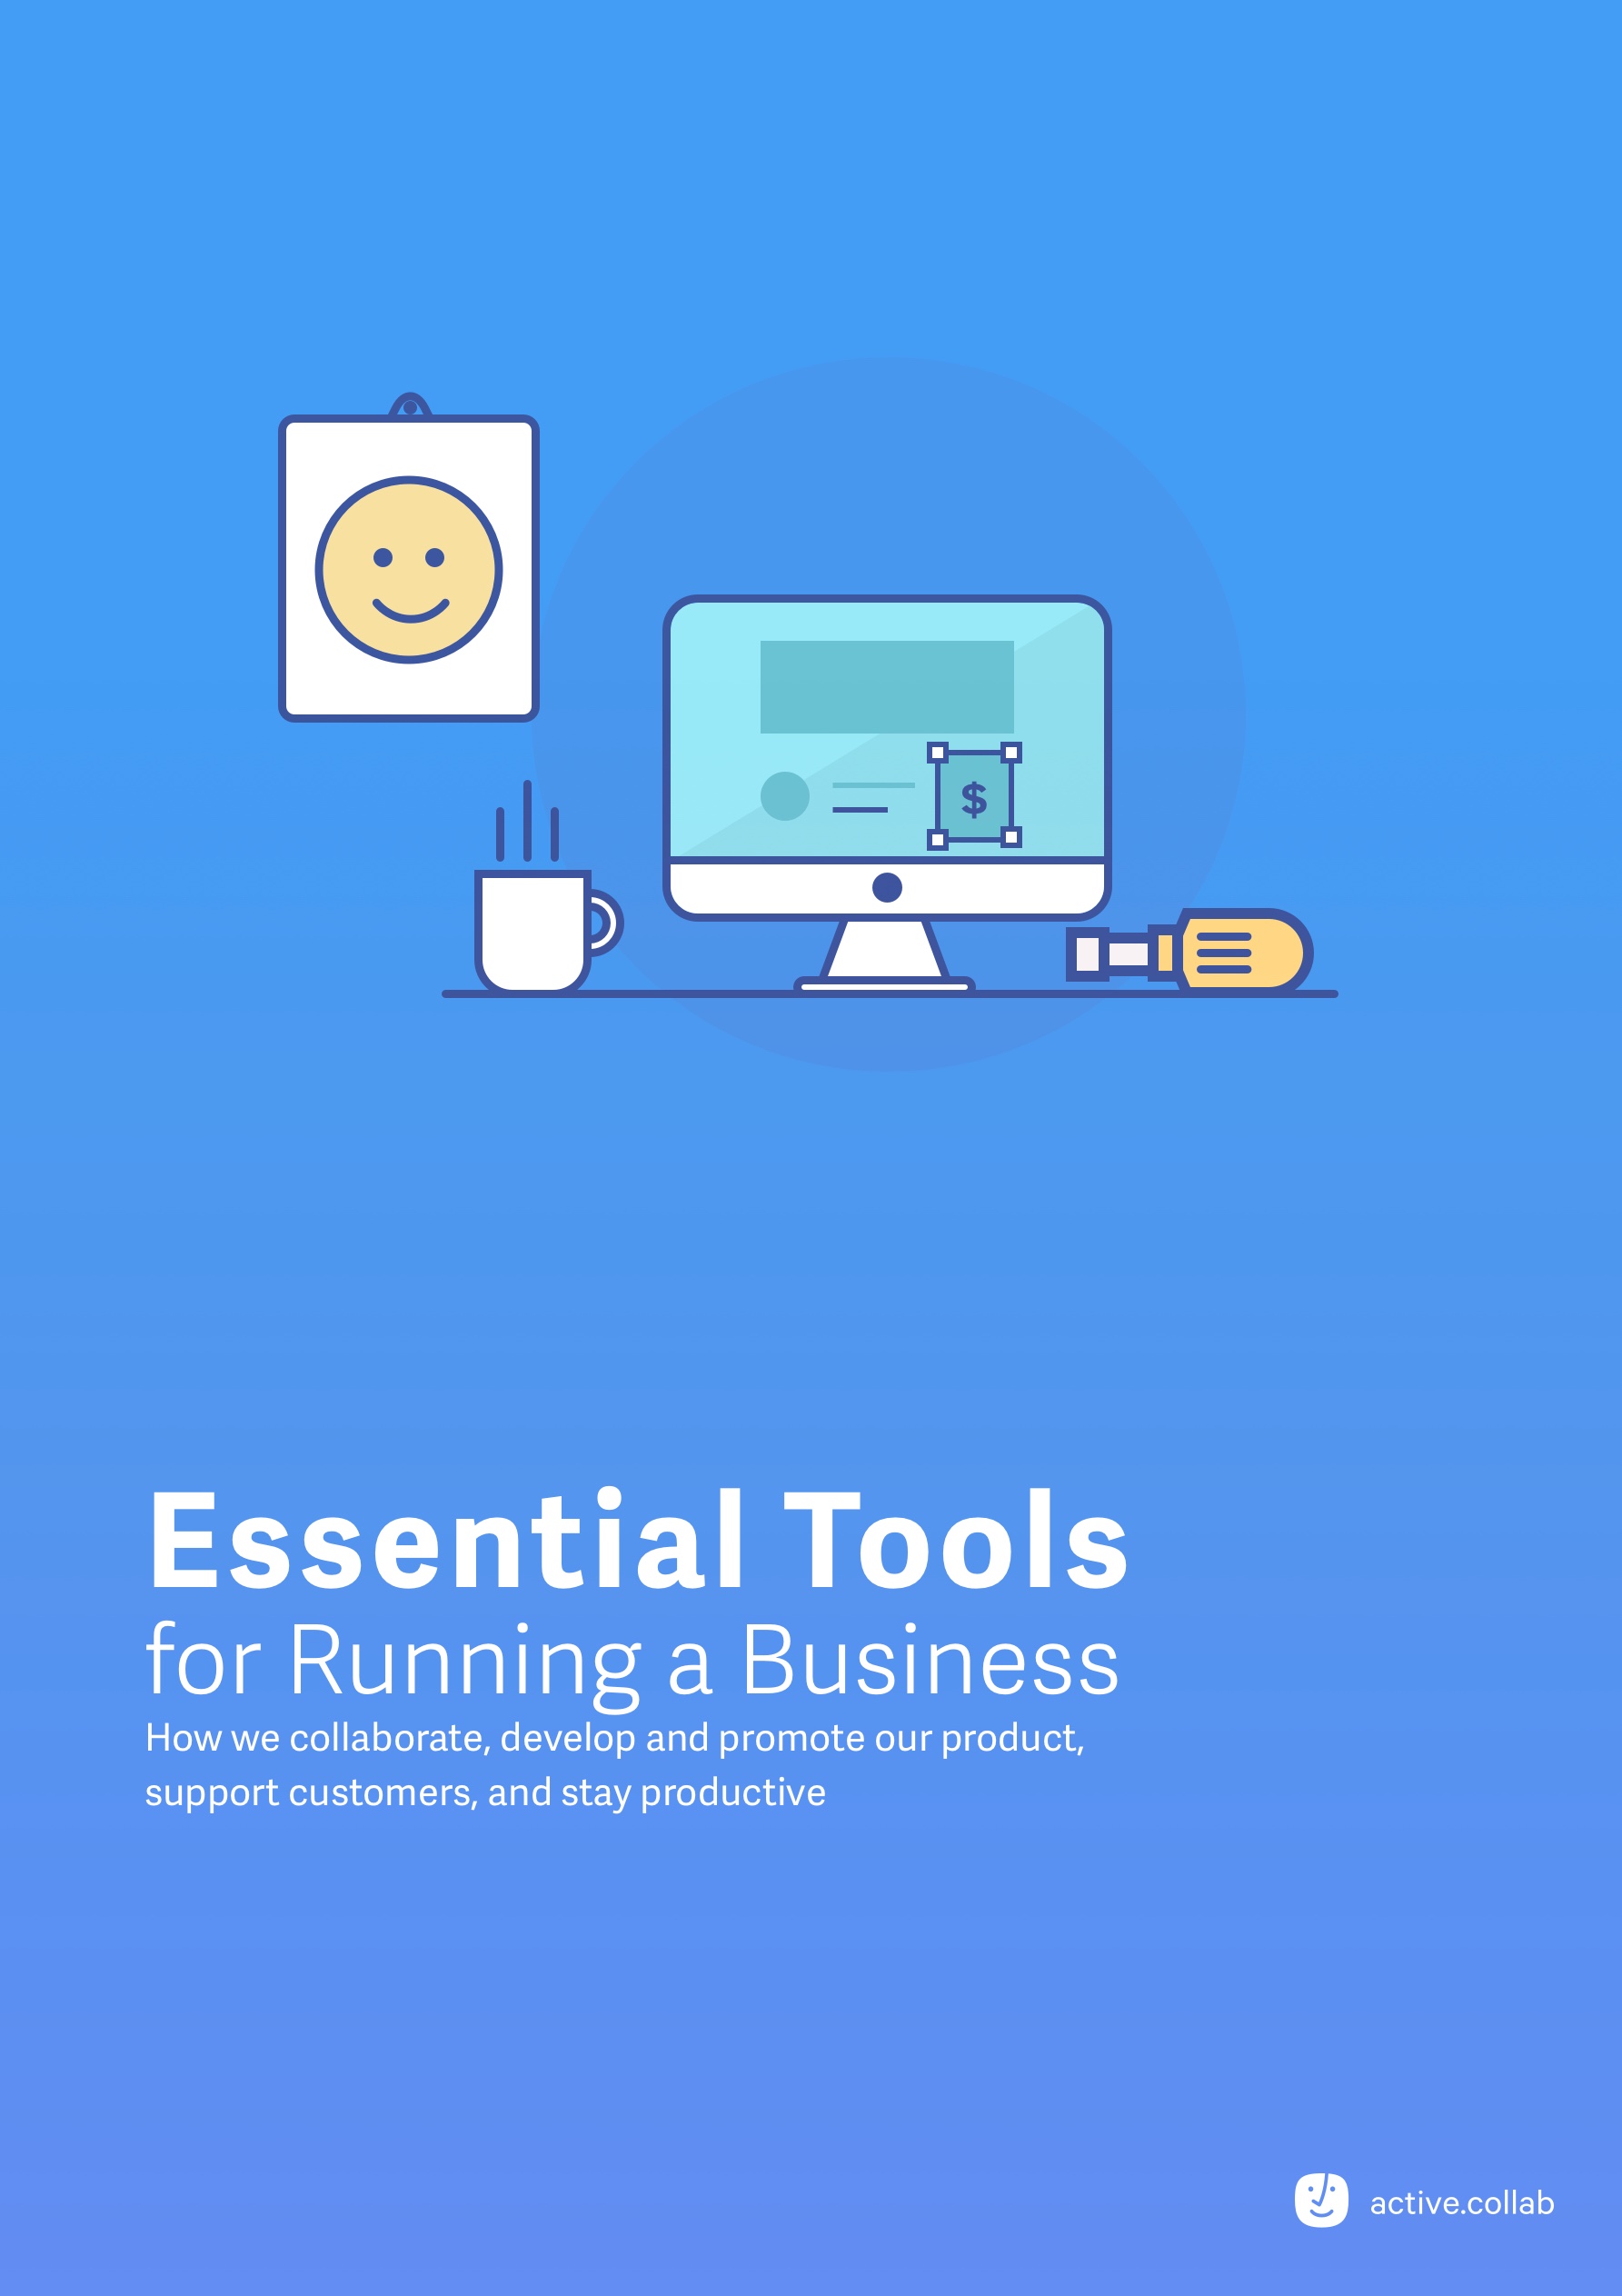 $
Essential Tools
for Running a Business
How we collaborate, develop and promote our product,
support customers, and stay productive
active.collab